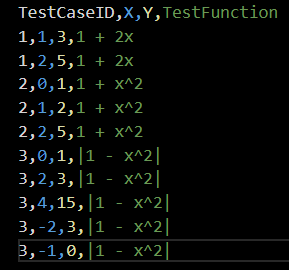 TestCaseID,X,Y,TestFunction
1,1,3,1 + 2x
1,2,5,1 + 2x
2,0,1,1 + x^2
2,1,2,1 + x^2
2,2,5,1 + x^2
3,0,1,|1 - x^2|
3,2,3,|1 - x^2|
3,4,15,|1 - x^2|
3,-2,3,|1 - x^2|
3,-1,0,|1 - x^2|